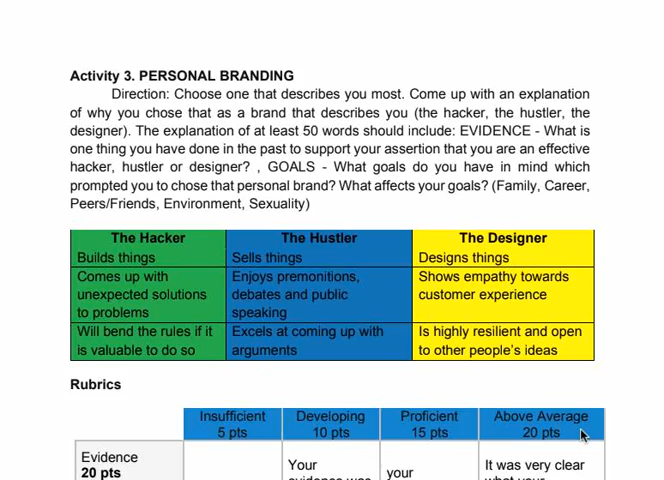 Activity 3. PERSONAL BRANDING
Direction: Choose one that describes you most. Come up with an explanation
of why you chose that as a brand that describes you (the hacker, the hustler, the
designer). The explanation of at least 50 words should include: EVIDENCE - What is
one thing you have done in the past to support your assertion that you are an effective
hacker, hustler or designer? , GOALS - What goals do you have in mind which
prompted you to chose that personal brand? What affects your goals? (Family, Career,
Peers/Friends, Environment, Sexuality)
The Hacker
Builds things
The Hustler
Sells things
The Designer
Designs things
Comes up with
unexpected solutions
to problems
Enjoys premonitions,
debates and public
speaking
Shows empathy towards
customer experience
Will bend the rules if it
is valuable to do so
Excels at coming up with
arguments
Is highly resilient and open
to other people's ideas
Rubrics
Insufficient
5 pts
Developing
10 pts
Proficient
15 pts
Above Average
20 pts
Evidence
20 pts
Your
evidence was
your
It was very clear
what your